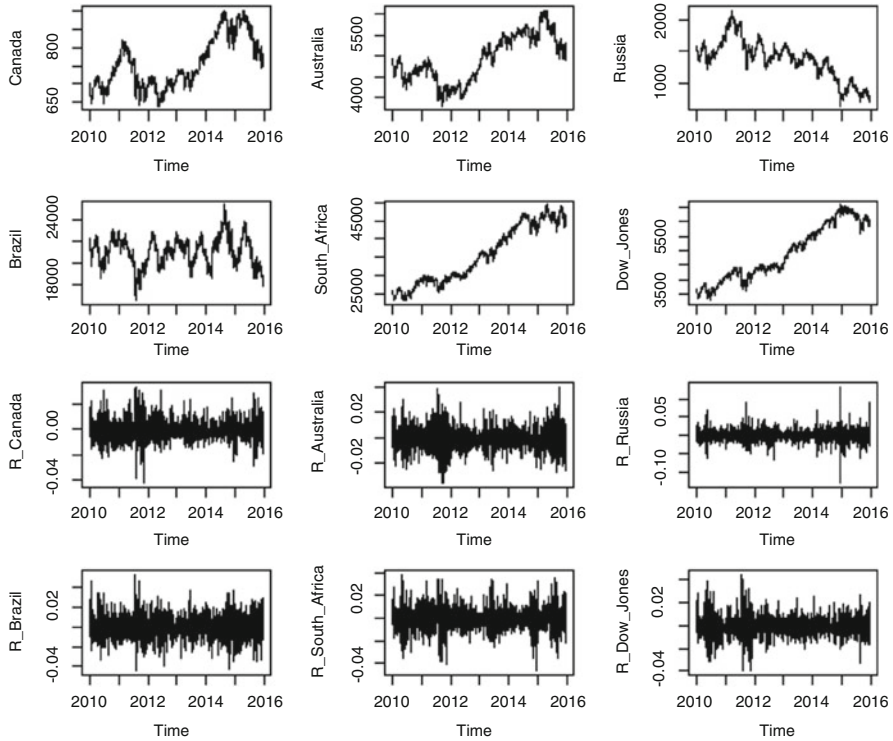 Canada
650 800
2010 2012 2014 2016
Time
Australia
4000 5500
2010 2012 2014 2016
Time
Russia
1000 2000
2010 2012 2014 2016
Time
Brazil
18000 24000
2010 2012 2014 2016
Time
South_Africa
25000 45000
2010 2012 2014 2016
Time
Dow_Jones
3500 5500
2010 2012 2014 2016
Time
R_Canada
-0.04 0.00
2010 2012 2014 2016
Time
R_Australia
-0.02 0.02
2010 2012 2014 2016
Time
R_Russia
-0.10 0.05
2010 2012 2014 2016
Time
R_Brazil
-0.04 0.02
2010 2012 2014 2016
Time
R_South_Africa
-0.04 0.02
2010 2012 2014 2016
Time
R_Dow_Jones
-0.04 0.02
2010 2012 2014 2016
Time